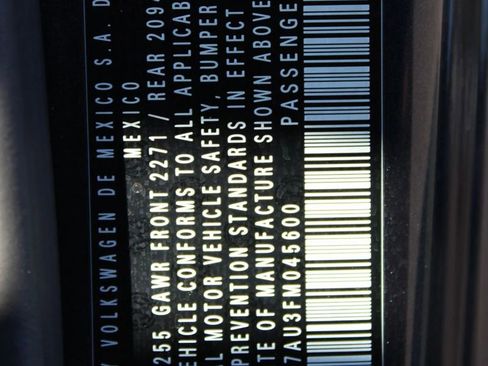 VOLKSWAGEN DE MEXICO S.A. D
MEXICO
255 GAWR FRONT 2271 / REAR 209
EHICLE CONFORMS TO ALL APPLICAB
L MOTOR VEHICLE SAFETY, BUMPER
PREVENTION STANDARDS IN EFFECT
TE OF MANUFACTURE SHOWN ABOVE
7AU3FM045600 PASSENGE